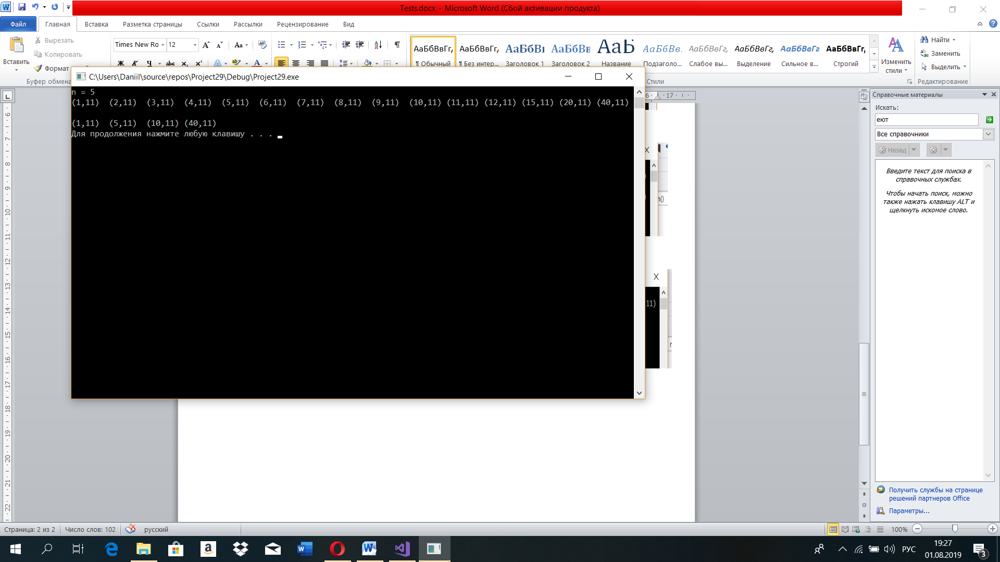 Tests.docx - Microsoft Word (Сбой активации продукта)
Файл Главная Вставка Разметка страницы Ссылки Рассылки Рецензирование Вид
Вставить
Вырезать
Копировать
Формат
Буфер обмена
Times New Ro 12
АаБбВвГг, АаБбВвГг, АаБбВі АаБбВв АаБ АаБбВв. АаБбВвГг, АаБбВвГг, АаБбВвГг АаБбВвГг,
¶ Обычный ¶ Без интер... Заголовок 1 Заголовок 2 Название Подзаголо... Слабое вы... Выделение Сильное в... Строгий
Стили
Изменить стили
Найти
Заменить
Выделить
Редактирование
C:\Users\Daniil\source\repos\Project29\Debug\Project29.exe
n = 5
(1,11) (2,11) (3,11) (4,11) (5,11) (6,11) (7,11) (8,11) (9,11) (10,11) (11,11) (12,11) (15,11) (20,11) (40,11)
(1,11) (5,11) (10,11) (40,11)
Для продолжения нажмите любую клавишу . . .
n()
11)
Справочные материалы
Искать:
еют
Все справочники
Назад
Введите текст для поиска в
справочных службах.
Чтобы начать поиск, можно
также нажать клавишу ALT и
щелкнуть искомое слово.
Получить службы на странице
решений партнеров Office
Параметры...
Страница: 2 из 2 Число слов: 102 русский 100%
РУС 19:27
01.08.2019
3